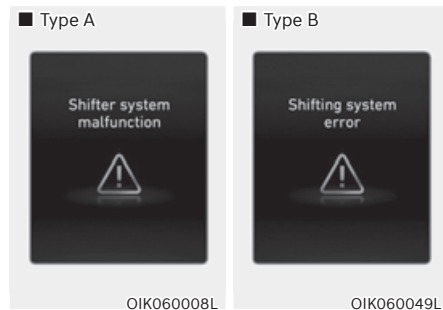 ■ Type A
Shifter system
malfunction
OIK060008L
■ Type B
Shifting system
error
OIK060049L